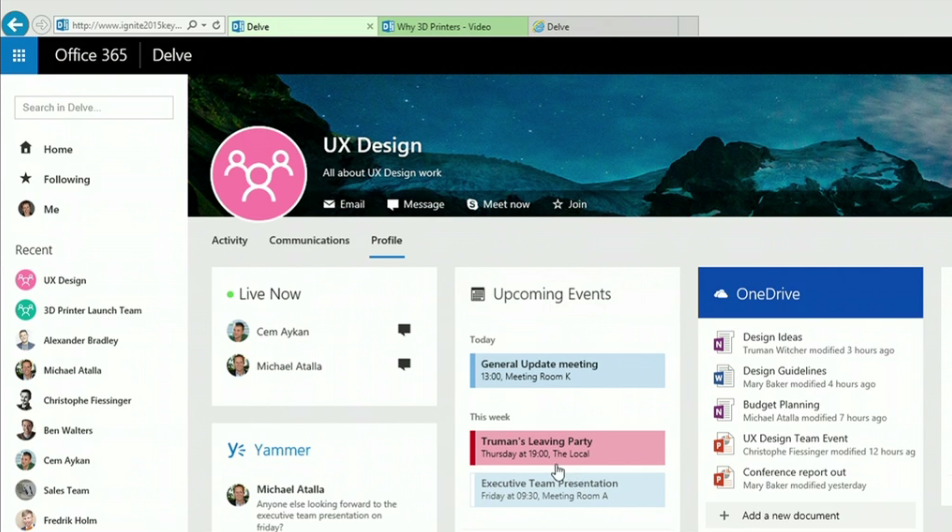 http://www.ignite2015key...
Delve
Why 3D Printers - Video
Delve
Office 365
Delve
Search in Delve...
Home
Following
Me
Recent
UX Design
3D Printer Launch Team
Alexander Bradley
Michael Atalla
Christophe Fiessinger
Ben Walters
Cem Aykan
Sales Team
Fredrik Holm
UX Design
All about UX Design work
Email
Message
Meet now
Join
Activity
Communications
Profile
Live Now
Cem Aykan
Michael Atalla
Yammer
Michael Atalla
Anyone else looking forward to
the executive team presentation on
friday?
Upcoming Events
Today
General Update meeting
13:00, Meeting Room K
This week
Truman's Leaving Party
Thursday at 19:00, The Local
Executive Team Presentation
Friday at 09:30, Meeting Room A
OneDrive
Design Ideas
Truman Witcher modified 3 hours ago
Design Guidelines
Mary Baker modified 4 hours ago
Budget Planning
Michael Atalla modified 7 hours ago
UX Design Team Event
Christophe Fiessinger modified 12 hours ag
Conference report out
Mary Baker modified yesterday
Add a new document